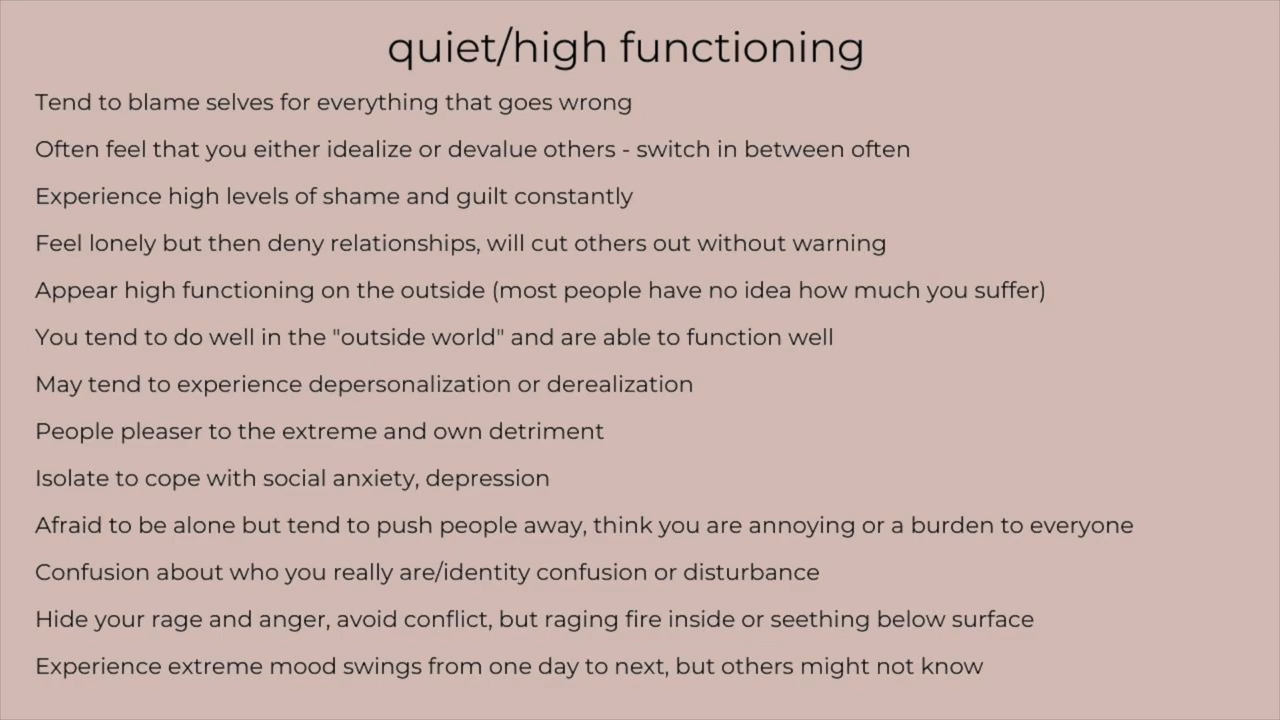 quiet/high functioning
Tend to blame selves for everything that goes wrong
Often feel that you either idealize or devalue others - switch in between often
Experience high levels of shame and guilt constantly
Feel lonely but then deny relationships, will cut others out without warning
Appear high functioning on the outside (most people have no idea how much you suffer)
You tend to do well in the "outside world" and are able to function well
May tend to experience depersonalization or derealization
People pleaser to the extreme and own detriment
Isolate to cope with social anxiety, depression
Afraid to be alone but tend to push people away, think you are annoying or a burden to everyone
Confusion about who you really are/identity confusion or disturbance
Hide your rage and anger, avoid conflict, but raging fire inside or seething below surface
Experience extreme mood swings from one day to next, but others might not know